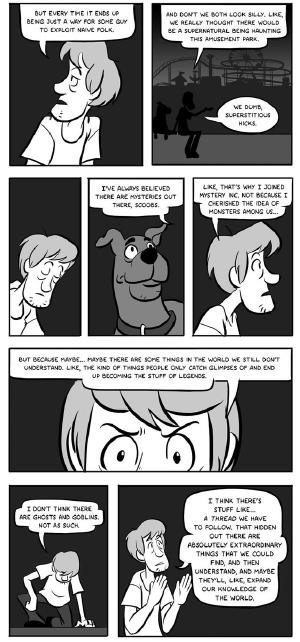 BUT EVERY TIME IT ENDS UP
BEING JUST A WAY FOR SOME GUY
TO EXPLOIT NAIVE FOLK.
AND DON'T WE BOTH LOOK SILLY. LIKE,
WE REALLY THOUGHT THERE WOULD
BE A SUPERNATURAL BEING HAUNTING
THIS AMUSEMENT PARK.
WE DUMB,
SUPERSTITIOUS
HICKS.
I'VE ALWAYS BELIEVED
THERE ARE MYSTERIES OUT
THERE, SCOOBS.
LIKE, THAT'S WHY I JOINED
MYSTERY INC. NOT BECAUSE I
CHERISHED THE IDEA OF
MONSTERS AMONG US...
BUT BECAUSE MAYBE... MAYBE THERE ARE SOME THINGS IN THE WORLD WE STILL DON'T
UNDERSTAND. LIKE, THE KIND OF THINGS PEOPLE ONLY CATCH GLIMPSES OF AND END
UP BECOMING THE STUFF OF LEGENDS.
I DON'T THINK THERE
ARE GHOSTS AND GOBLINS.
NOT AS SUCH.
I THINK THERE'S
STUFF LIKE...
A THREAD WE HAVE
TO FOLLOW. THAT HIDDEN
OUT THERE ARE
ABSOLUTELY EXTRAORDINARY
THINGS THAT WE COULD
FIND, AND THEN
UNDERSTAND, AND MAYBE
THEY'LL, LIKE, EXPAND
OUR KNOWLEDGE OF
THE WORLD.